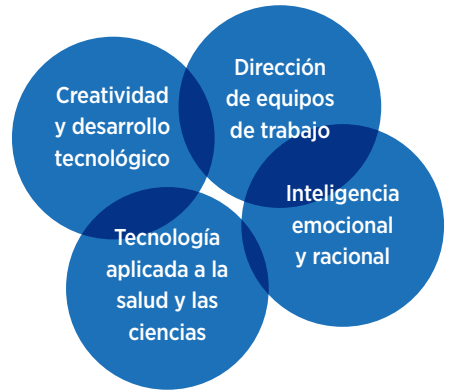 Creatividad
y desarrollo
tecnológico
Dirección
de equipos
de trabajo
Inteligencia
emocional
y racional
Tecnología
aplicada a la
salud y las
ciencias